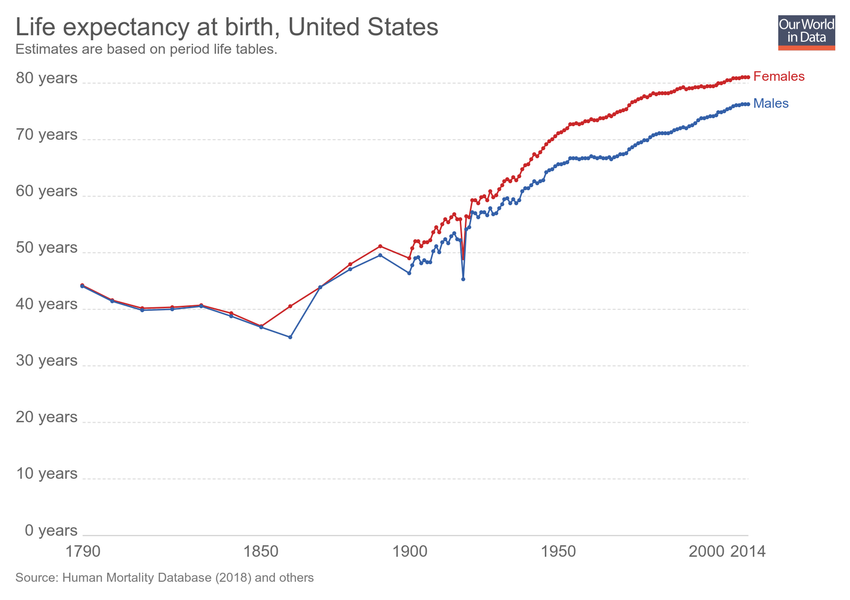 Life expectancy at birth, United States
Estimates are based on period life tables.
Our World
in Data
80 years
Females
Males
70 years
60 years
50 years
40 years
30 years
20 years
10 years
0 years
1790 1850 1900 1950 2000 2014
Source: Human Mortality Database (2018) and others